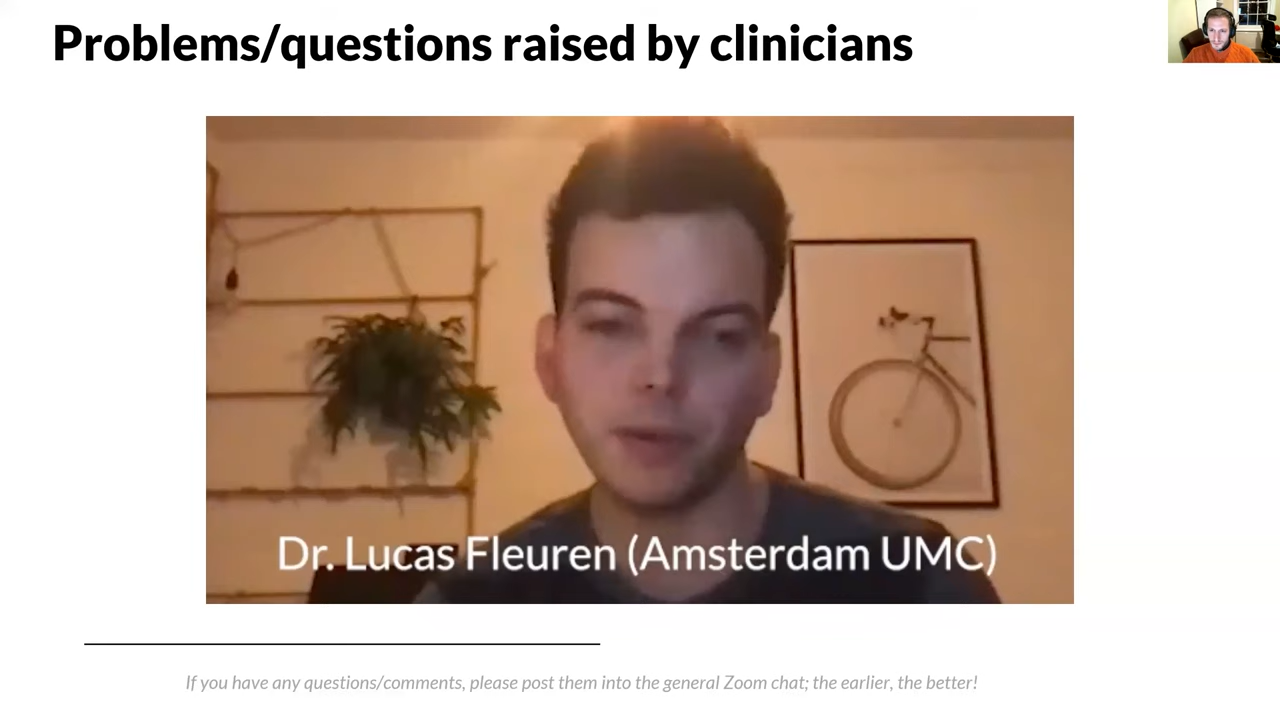 Problems/questions raised by clinicians
Dr. Lucas Fleuren (Amsterdam UMC)
If you have any questions/comments, please post them into the general Zoom chat; the earlier, the better!